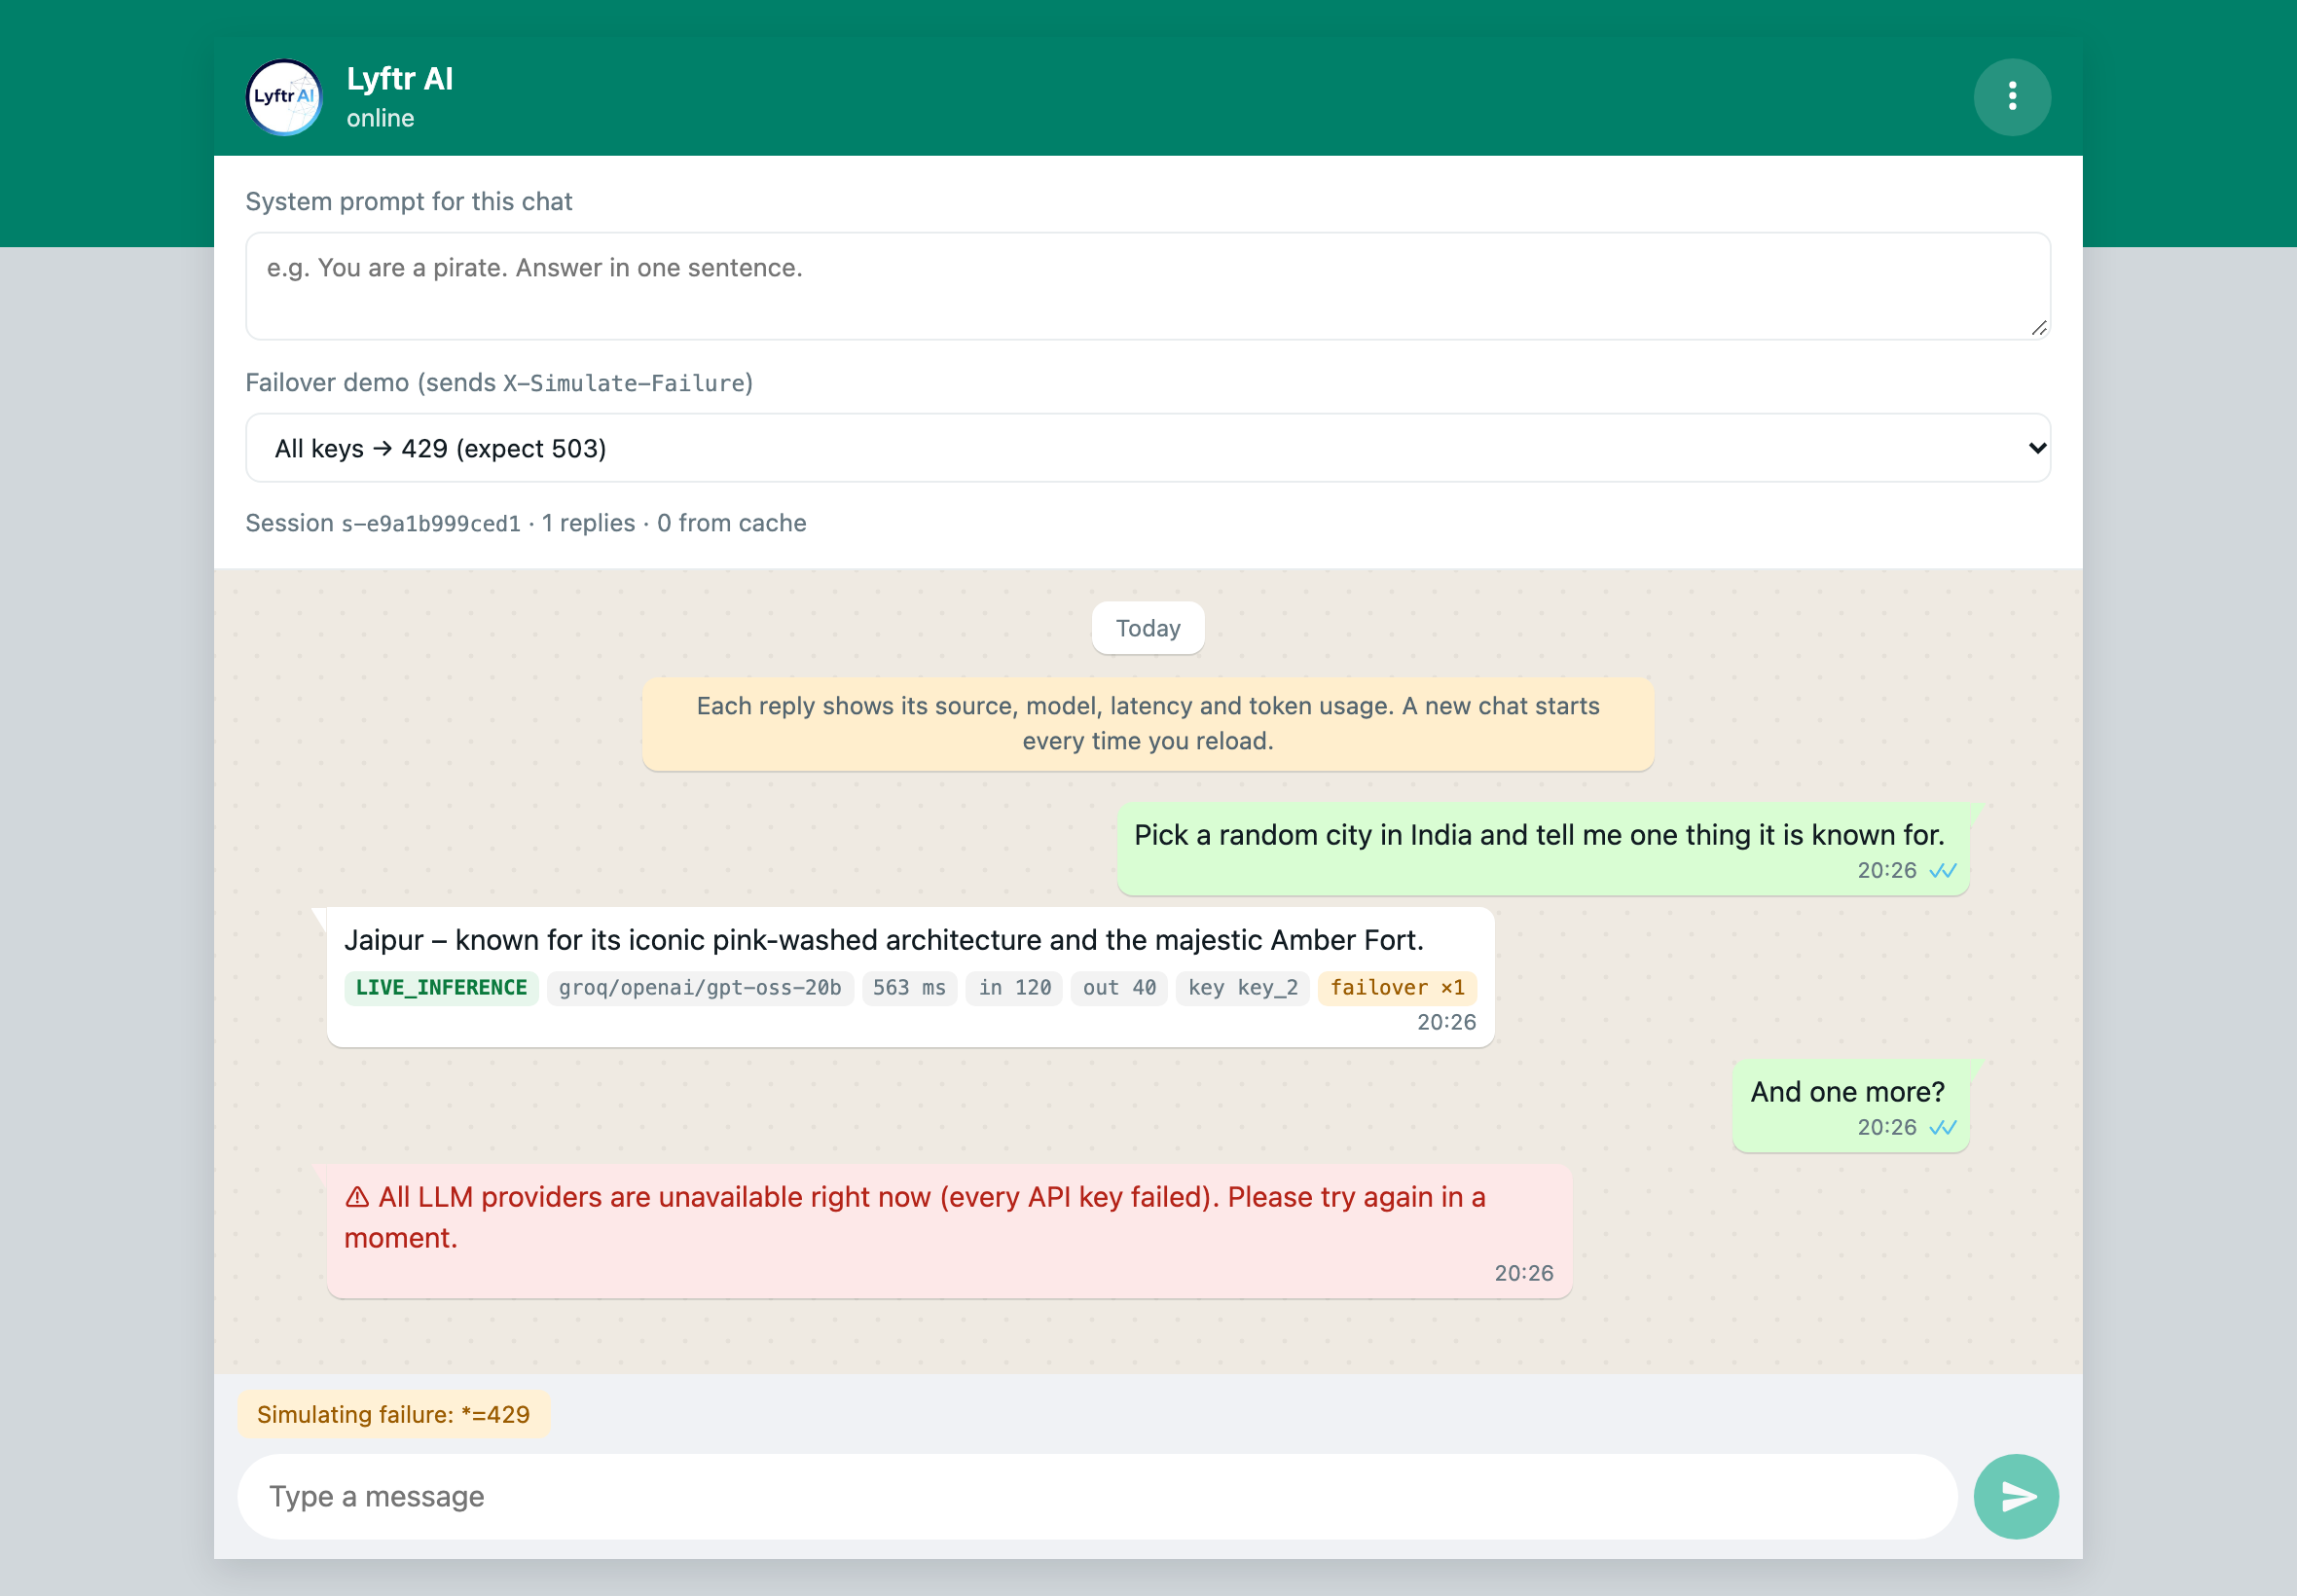 LyftrAI
Lyftr AI
online
System prompt for this chat
e.g. You are a pirate. Answer in one sentence.
Failover demo (sends X-Simulate-Failure)
All keys → 429 (expect 503)
Session s-e9a1b999ced1 · 1 replies · 0 from cache
Today
Each reply shows its source, model, latency and token usage. A new chat starts
every time you reload.
Pick a random city in India and tell me one thing it is known for.
20:26
Jaipur – known for its iconic pink-washed architecture and the majestic Amber Fort.
LIVE_INFERENCE groq/openai/gpt-oss-20b 563 ms in 120 out 40 key key_2 failover ×1
20:26
And one more?
20:26
⚠ All LLM providers are unavailable right now (every API key failed). Please try again in a
moment.
20:26
Simulating failure: *=429
Type a message